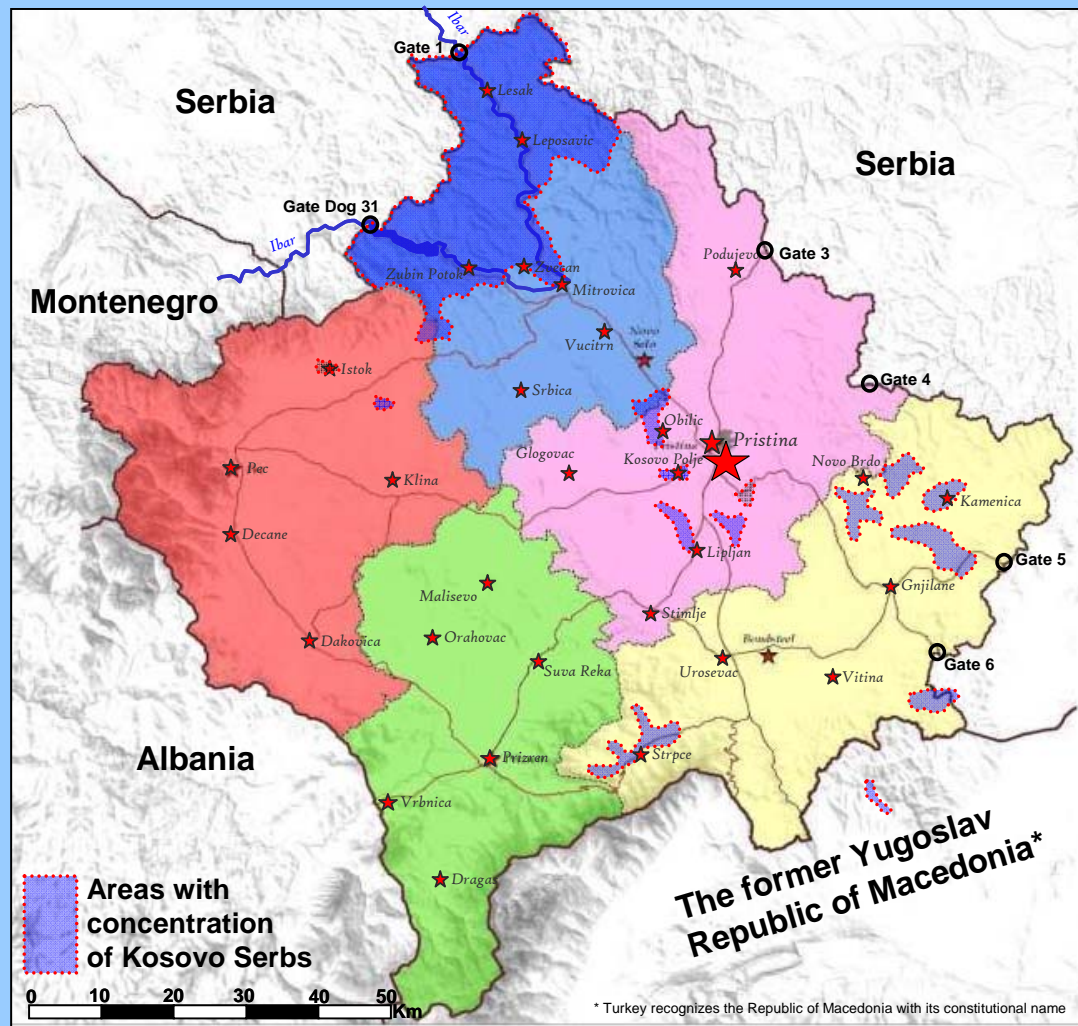 Ibar
Gate 1
Serbia
Lesak
Leposavic
Serbia
Gate Dog 31
Ibar
Gate 3
Podujevo
Zubin Potok
Zvecan
Mitrovica
Montenegro
Vucitrn
Novo
Selo
Istok
Gate 4
Srbica
Obilic
Pristina
Pristina
Glogovac
Kosovo Polje
Novo Brdo
Pec
Klina
Kamenica
Decane
Lipljan
Gate 5
Malisevo
Gnjilane
Stimlje
Dakovica
Orahovac
Bondsteel
Suva Reka
Urosevac
Gate 6
Vitina
Albania
Prizren
Strpce
Vrbnica
The former Yugoslav
Republic of Macedonia*
Dragas
Areas with
concentration
of Kosovo Serbs
0 10 20 30 40 50
Km
* Turkey recognizes the Republic of Macedonia with its constitutional name